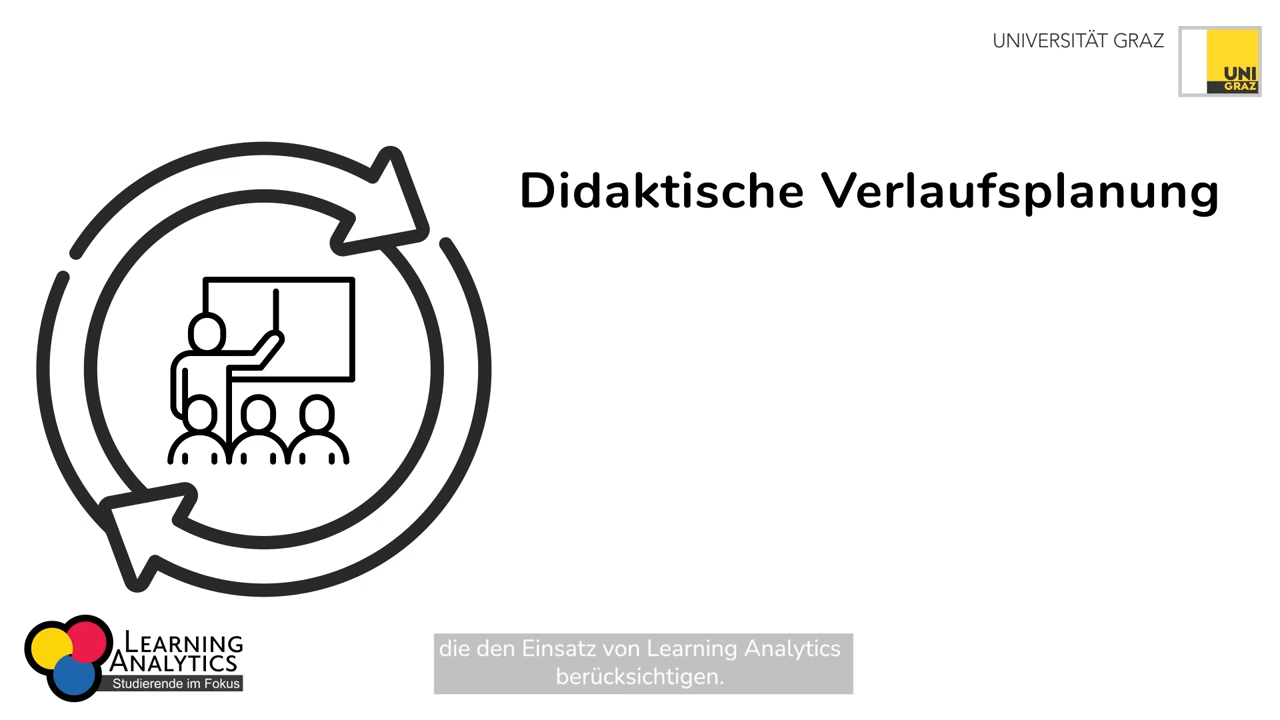 UNIVERSITÄT GRAZ
UNI
GRAZ
Didaktische Verlaufsplanung
LEARNING
ANALYTICS
Studierende im Fokus
die den Einsatz von Learning Analytics
berücksichtigen.